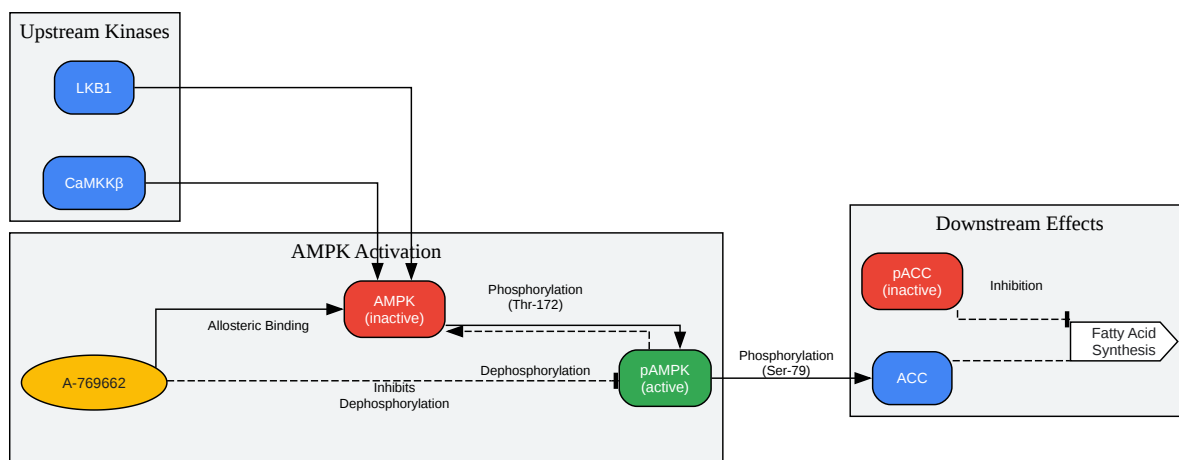 Upstream Kinases
LKB1
CaMKKβ
AMPK Activation
AMPK
(inactive)
Phosphorylation
(Thr-172)
Allosteric Binding
A-769662
Inhibits
Dephosphorylation
Dephosphorylation
pAMPK
(active)
Phosphorylation
(Ser-79)
Downstream Effects
pACC
(inactive)
Inhibition
Fatty Acid
Synthesis
ACC